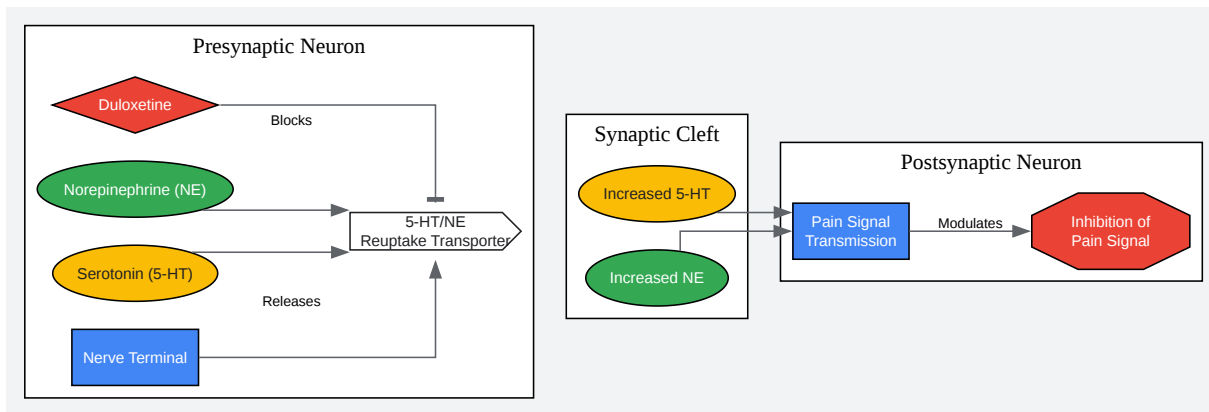 Presynaptic Neuron
Duloxetine
Blocks
Norepinephrine (NE)
5-HT/NE
Reuptake Transporter
Serotonin (5-HT)
Releases
Nerve Terminal
Synaptic Cleft
Increased 5-HT
Increased NE
Postsynaptic Neuron
Pain Signal
Transmission
Modulates
Inhibition of
Pain Signal